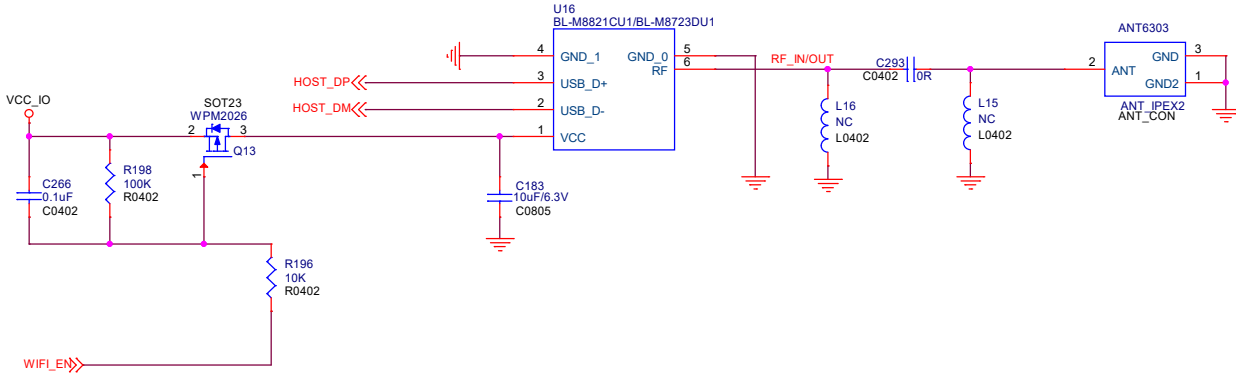 U16
BL-M8821CU1/BL-M8723DU1
4
GND_1
GND_0
5
RF
6
HOST_DP
3
USB_D+
HOST_DM
2
USB_D-
1
VCC
RF_IN/OUT
C293
C0402
0R
L16
NC
L0402
L15
NC
L0402
ANT6303
2
ANT
GND
3
GND2
1
ANT_IPEX2
ANT_CON
VCC_IO
SOT23
WPM2026
2
3
Q13
1
R198
100K
R0402
C266
0.1uF
C0402
C183
10uF/6.3V
C0805
R196
10K
R0402
WIFI_EN